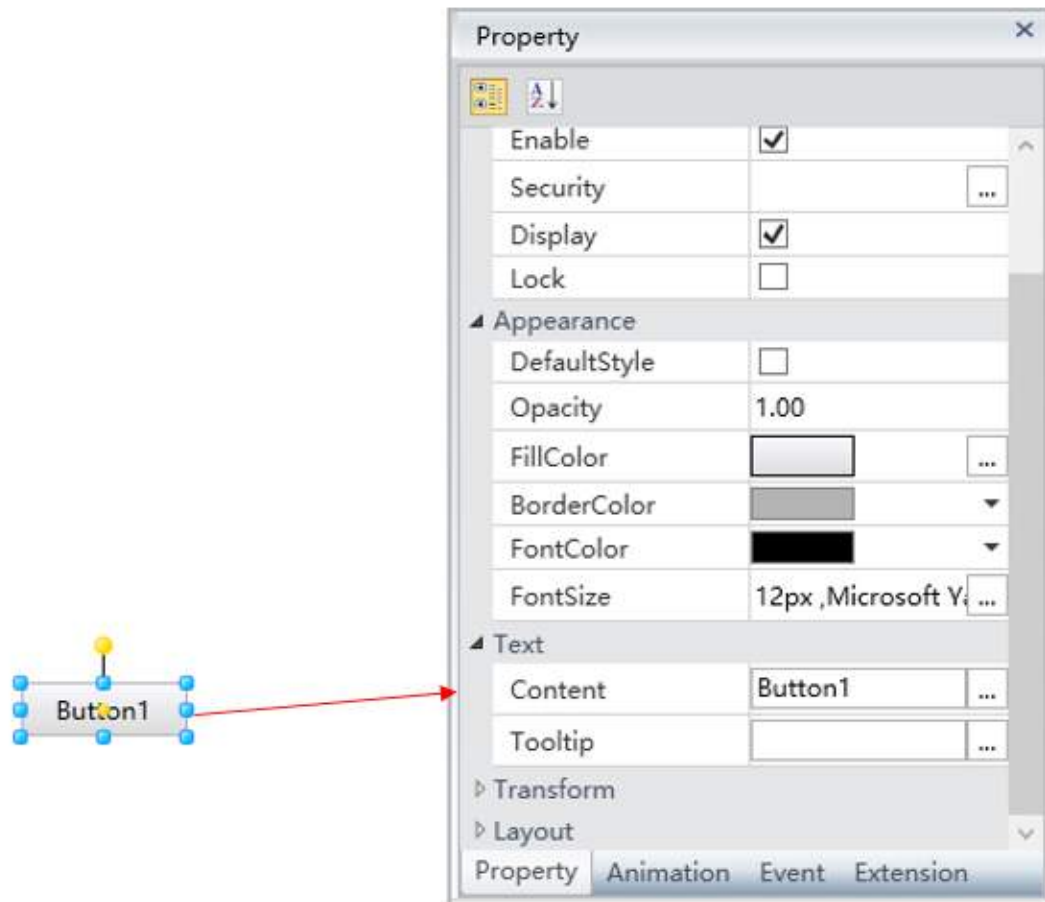 Property
Enable
Security ...
Display
Lock
Appearance
DefaultStyle
Opacity 1.00
FillColor ...
BorderColor
FontColor
FontSize 12px ,Microsoft Ya ...
Text
Button1
Content Button1 ...
Tooltip ...
Transform
Layout
Property Animation Event Extension